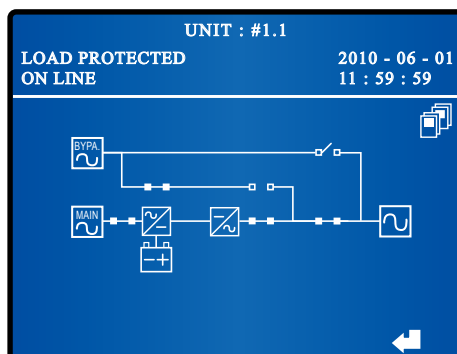 UNIT : #1.1
LOAD PROTECTED
2010 - 06 - 01
ON LINE
11 : 59 : 59
BYPA.
MAIN